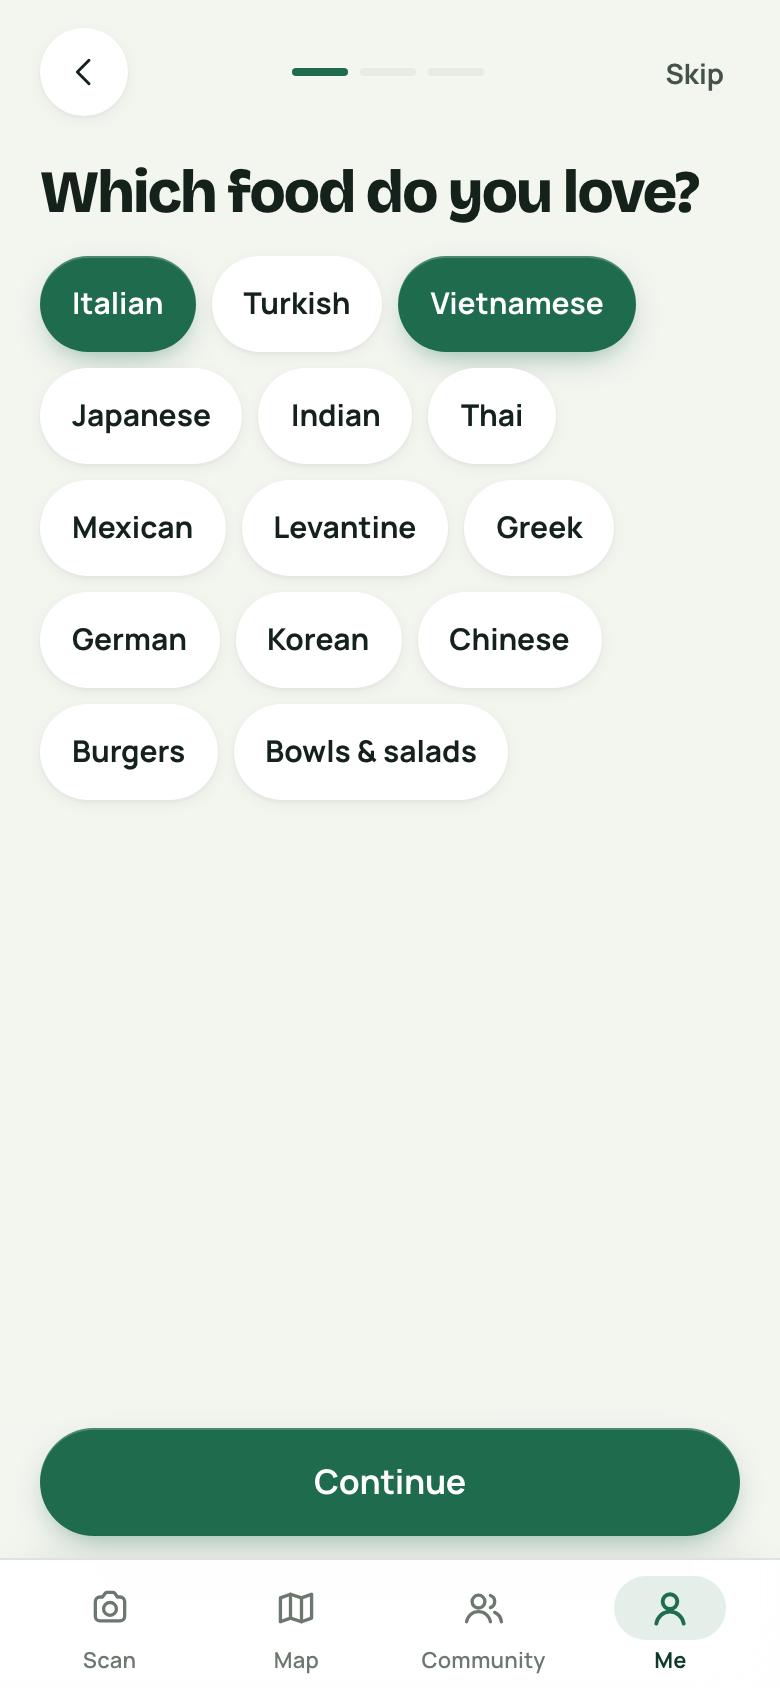 Skip
Which food do you love?
Italian Turkish Vietnamese
Japanese Indian Thai
Mexican Levantine Greek
German Korean Chinese
Burgers Bowls & salads
Continue
Scan Map Community Me